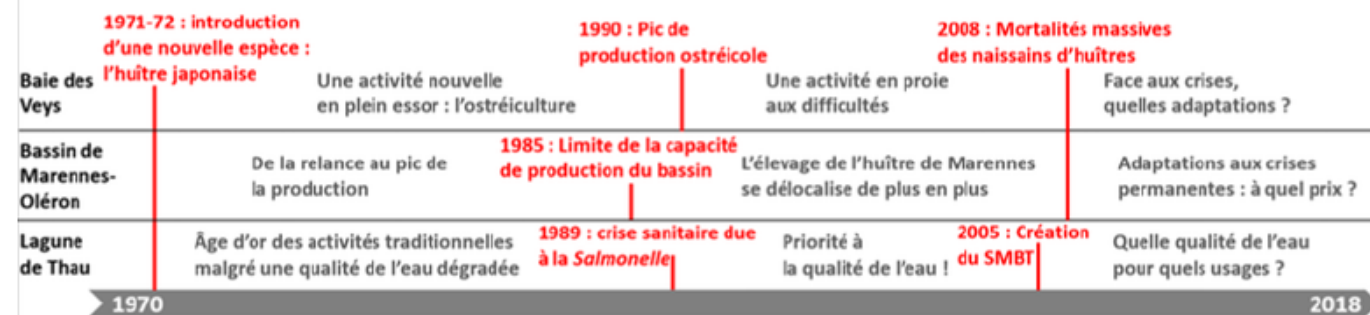 1971-72 : introduction
d'une nouvelle espèce :
l'huître japonaise
1990 : Pic de
production ostréicole
2008 : Mortalités massives
des naissains d'huîtres
Baie des
Veys
Une activité nouvelle
en plein essor : l'ostréiculture
Une activité en proie
aux difficultés
Face aux crises,
quelles adaptations ?
Bassin de
Marennes-
Oléron
De la relance au pic de
la production
1985 : Limite de la capacité
de production du bassin
L'élevage de l'huître de Marennes
se délocalise de plus en plus
Adaptations aux crises
permanentes : à quel prix ?
Lagune
de Thau
Âge d'or des activités traditionnelles
malgré une qualité de l'eau dégradée
1989 : crise sanitaire due
à la Salmonelle
Priorité à
la qualité de l'eau !
2005 : Création
du SMBT
Quelle qualité de l'eau
pour quels usages ?
1970
2018